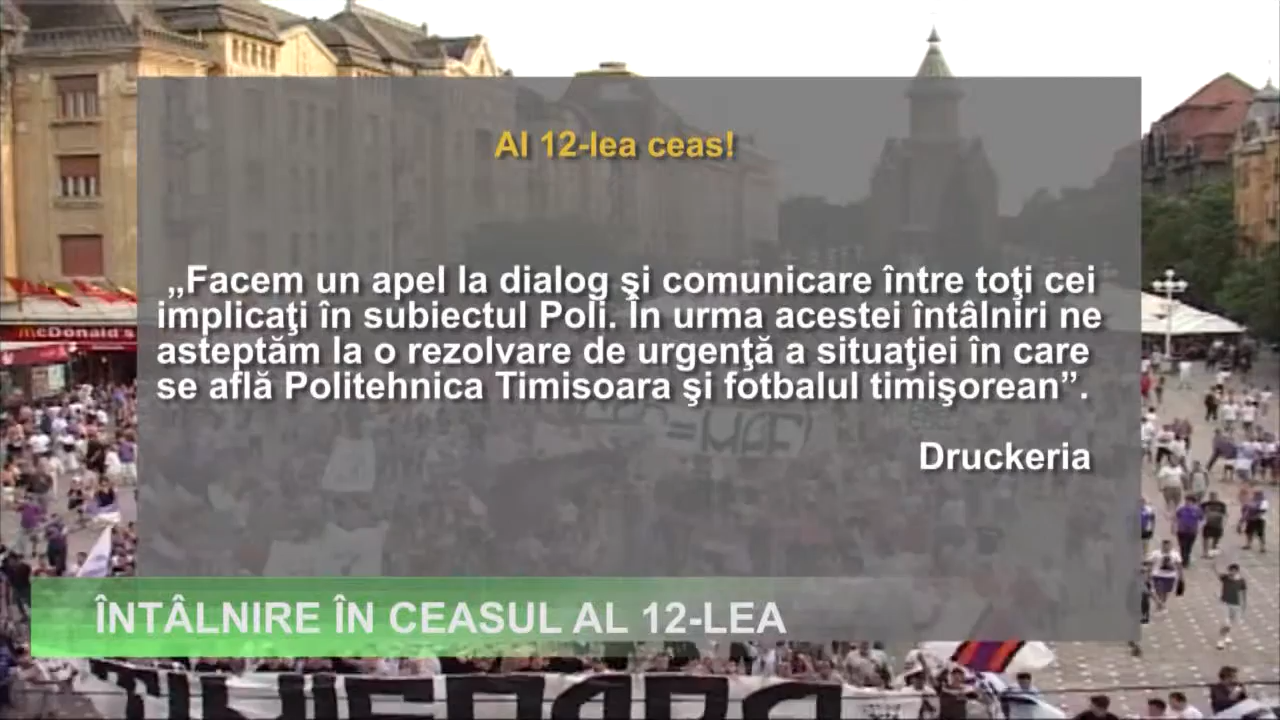 Al 12-lea ceas!
„Facem un apel la dialog şi comunicare între toţi cei
implicaţi în subiectul Poli. În urma acestei întâlniri ne
asteptăm la o rezolvare de urgenţă a situaţiei în care
se află Politehnica Timisoara şi fotbalul timişorean”.
Druckeria
McDonald's
ÎNTÂLNIRE ÎN CEASUL AL 12-LEA